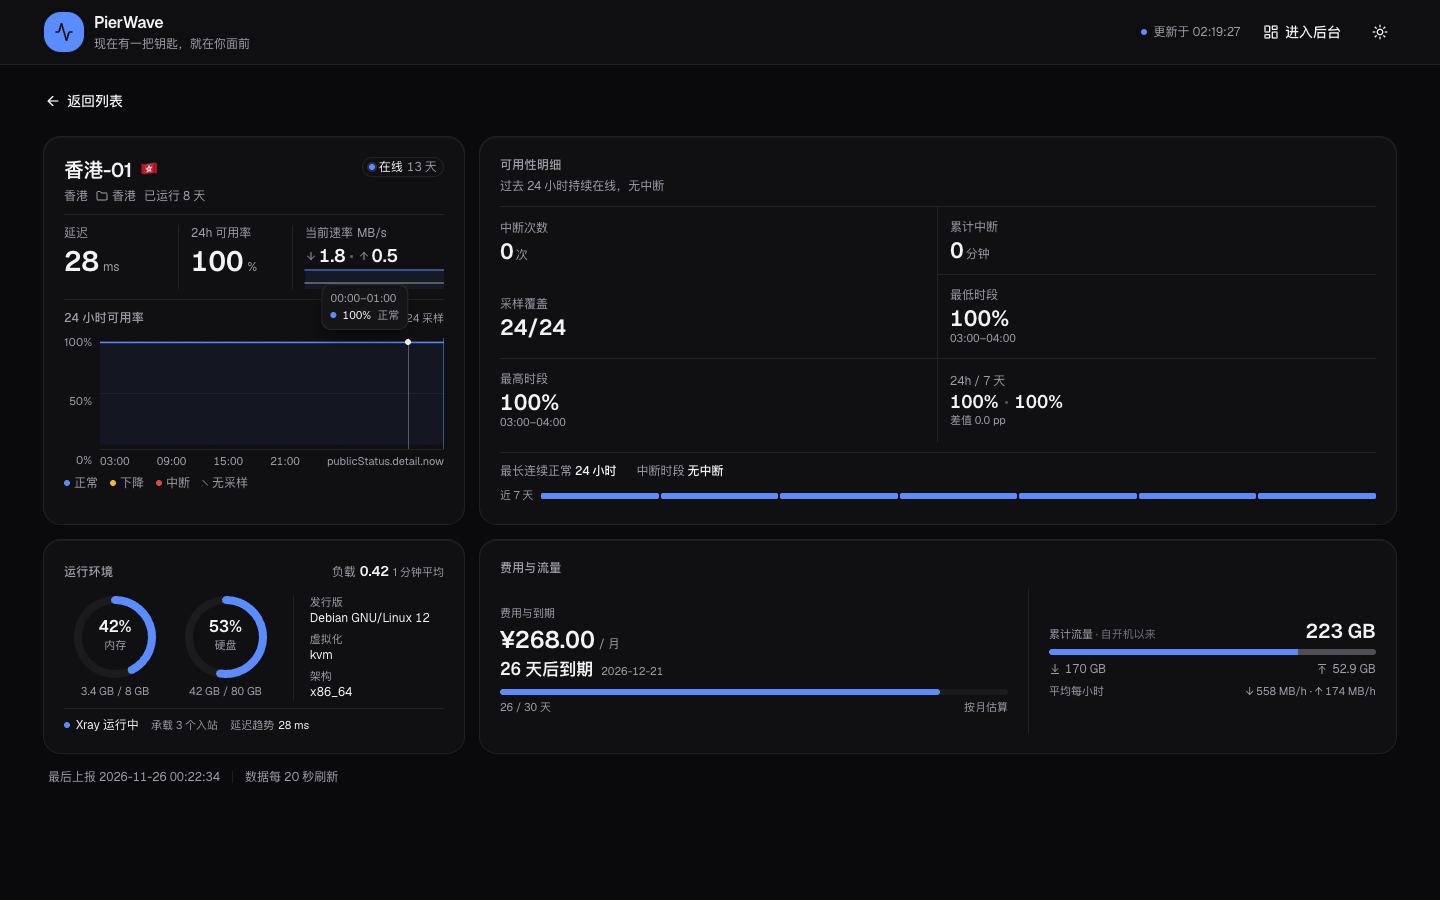 PierWave
现在有一把钥匙，就在你面前
更新于 02:19:27
进入后台
返回列表
香港-01
在线 13 天
香港 香港 已运行 8 天
延迟
28 ms
24h 可用率
100 %
当前速率 MB/s
↓ 1.8 · ↑ 0.5
24 小时可用率
24 采样
00:00–01:00
100% 正常
100%
50%
0%
03:00 09:00 15:00 21:00 publicStatus.detail.now
正常 下降 中断 无采样
可用性明细
过去 24 小时持续在线，无中断
中断次数
0 次
累计中断
0 分钟
采样覆盖
24/24
最低时段
100%
03:00–04:00
最高时段
100%
03:00–04:00
24h / 7 天
100% · 100%
差值 0.0 pp
最长连续正常 24 小时 中断时段 无中断
近 7 天
运行环境
负载 0.42 1 分钟平均
42%
内存
3.4 GB / 8 GB
53%
硬盘
42 GB / 80 GB
发行版
Debian GNU/Linux 12
虚拟化
kvm
架构
x86_64
Xray 运行中 承载 3 个入站 延迟趋势 28 ms
费用与流量
费用与到期
¥268.00 / 月
26 天后到期 2026-12-21
26 / 30 天
按月估算
累计流量 · 自开机以来
223 GB
170 GB
52.9 GB
平均每小时
↓ 558 MB/h · ↑ 174 MB/h
最后上报 2026-11-26 00:22:34
数据每 20 秒刷新